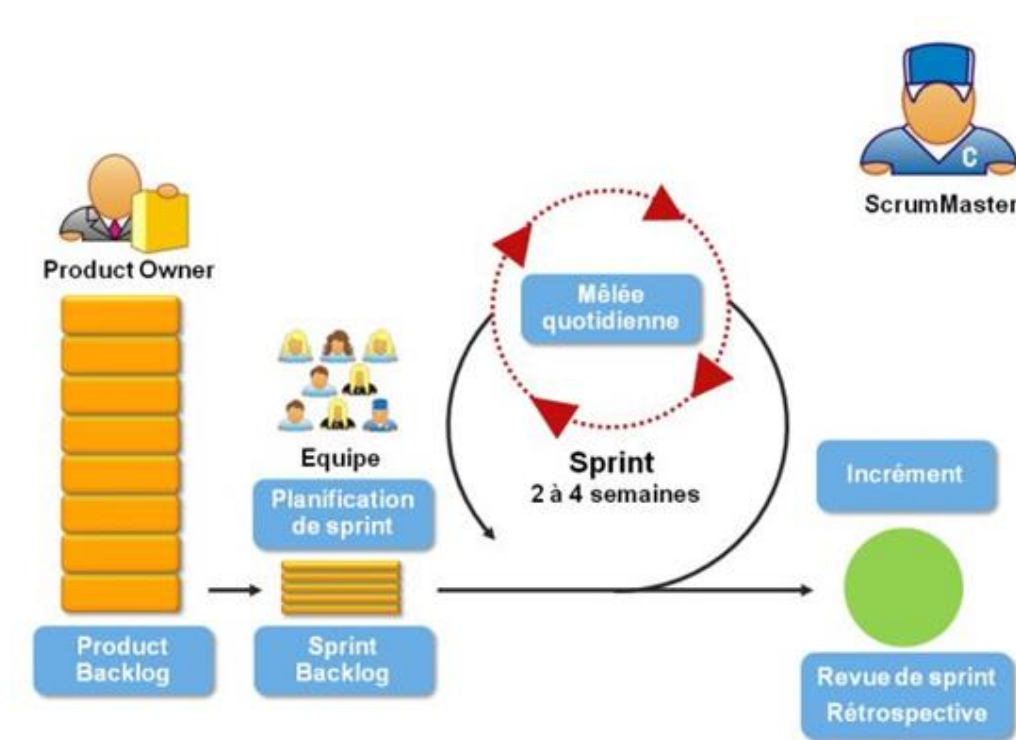 C
ScrumMaster
Product Owner
Mêlée
quotidienne
Equipe
Sprint
2 à 4 semaines
Planification
de sprint
Incrément
Product
Backlog
Sprint
Backlog
Revue de sprint
Rétrospective